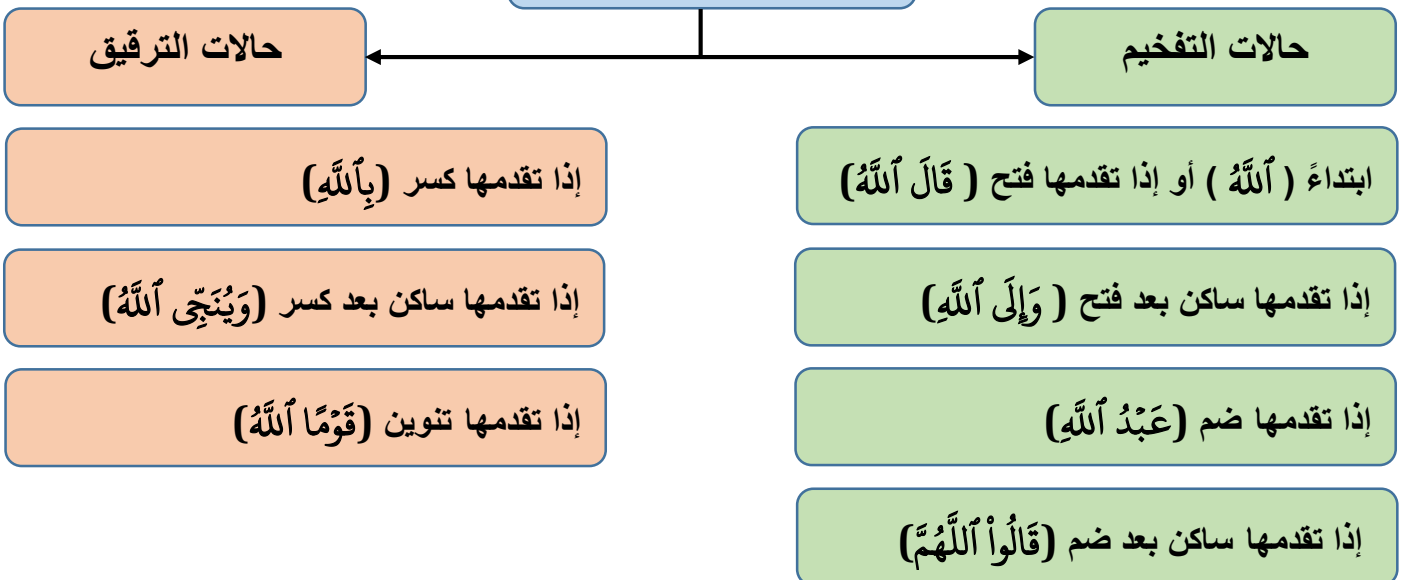 حالات التفخيم
حالات الترقيق
ابتداءً ( ٱللَّهُ ) أو إذا تقدمها فتح ( قَالَ ٱللَّهُ)
إذا تقدمها كسر (بِٱللَّهِ)
إذا تقدمها ساكن بعد فتح ( وَإِلَى ٱللَّهِ)
إذا تقدمها ساكن بعد كسر (وَيُنَجِّى ٱللَّهُ)
إذا تقدمها ضم (عَبۡدُ ٱللَّهِ)
إذا تقدمها تنوين (قَوۡمًا ٱللَّهُ)
إذا تقدمها ساكن بعد ضم (قَالُواْ ٱللَّهُمَّ)